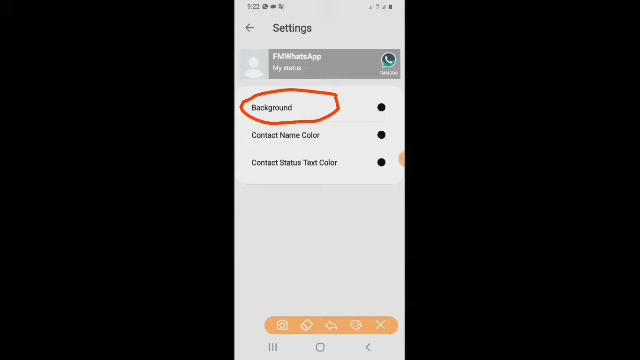 9:22
Settings
FMWhatsApp
My status
Background
Contact Name Color
Contact Status Text Color